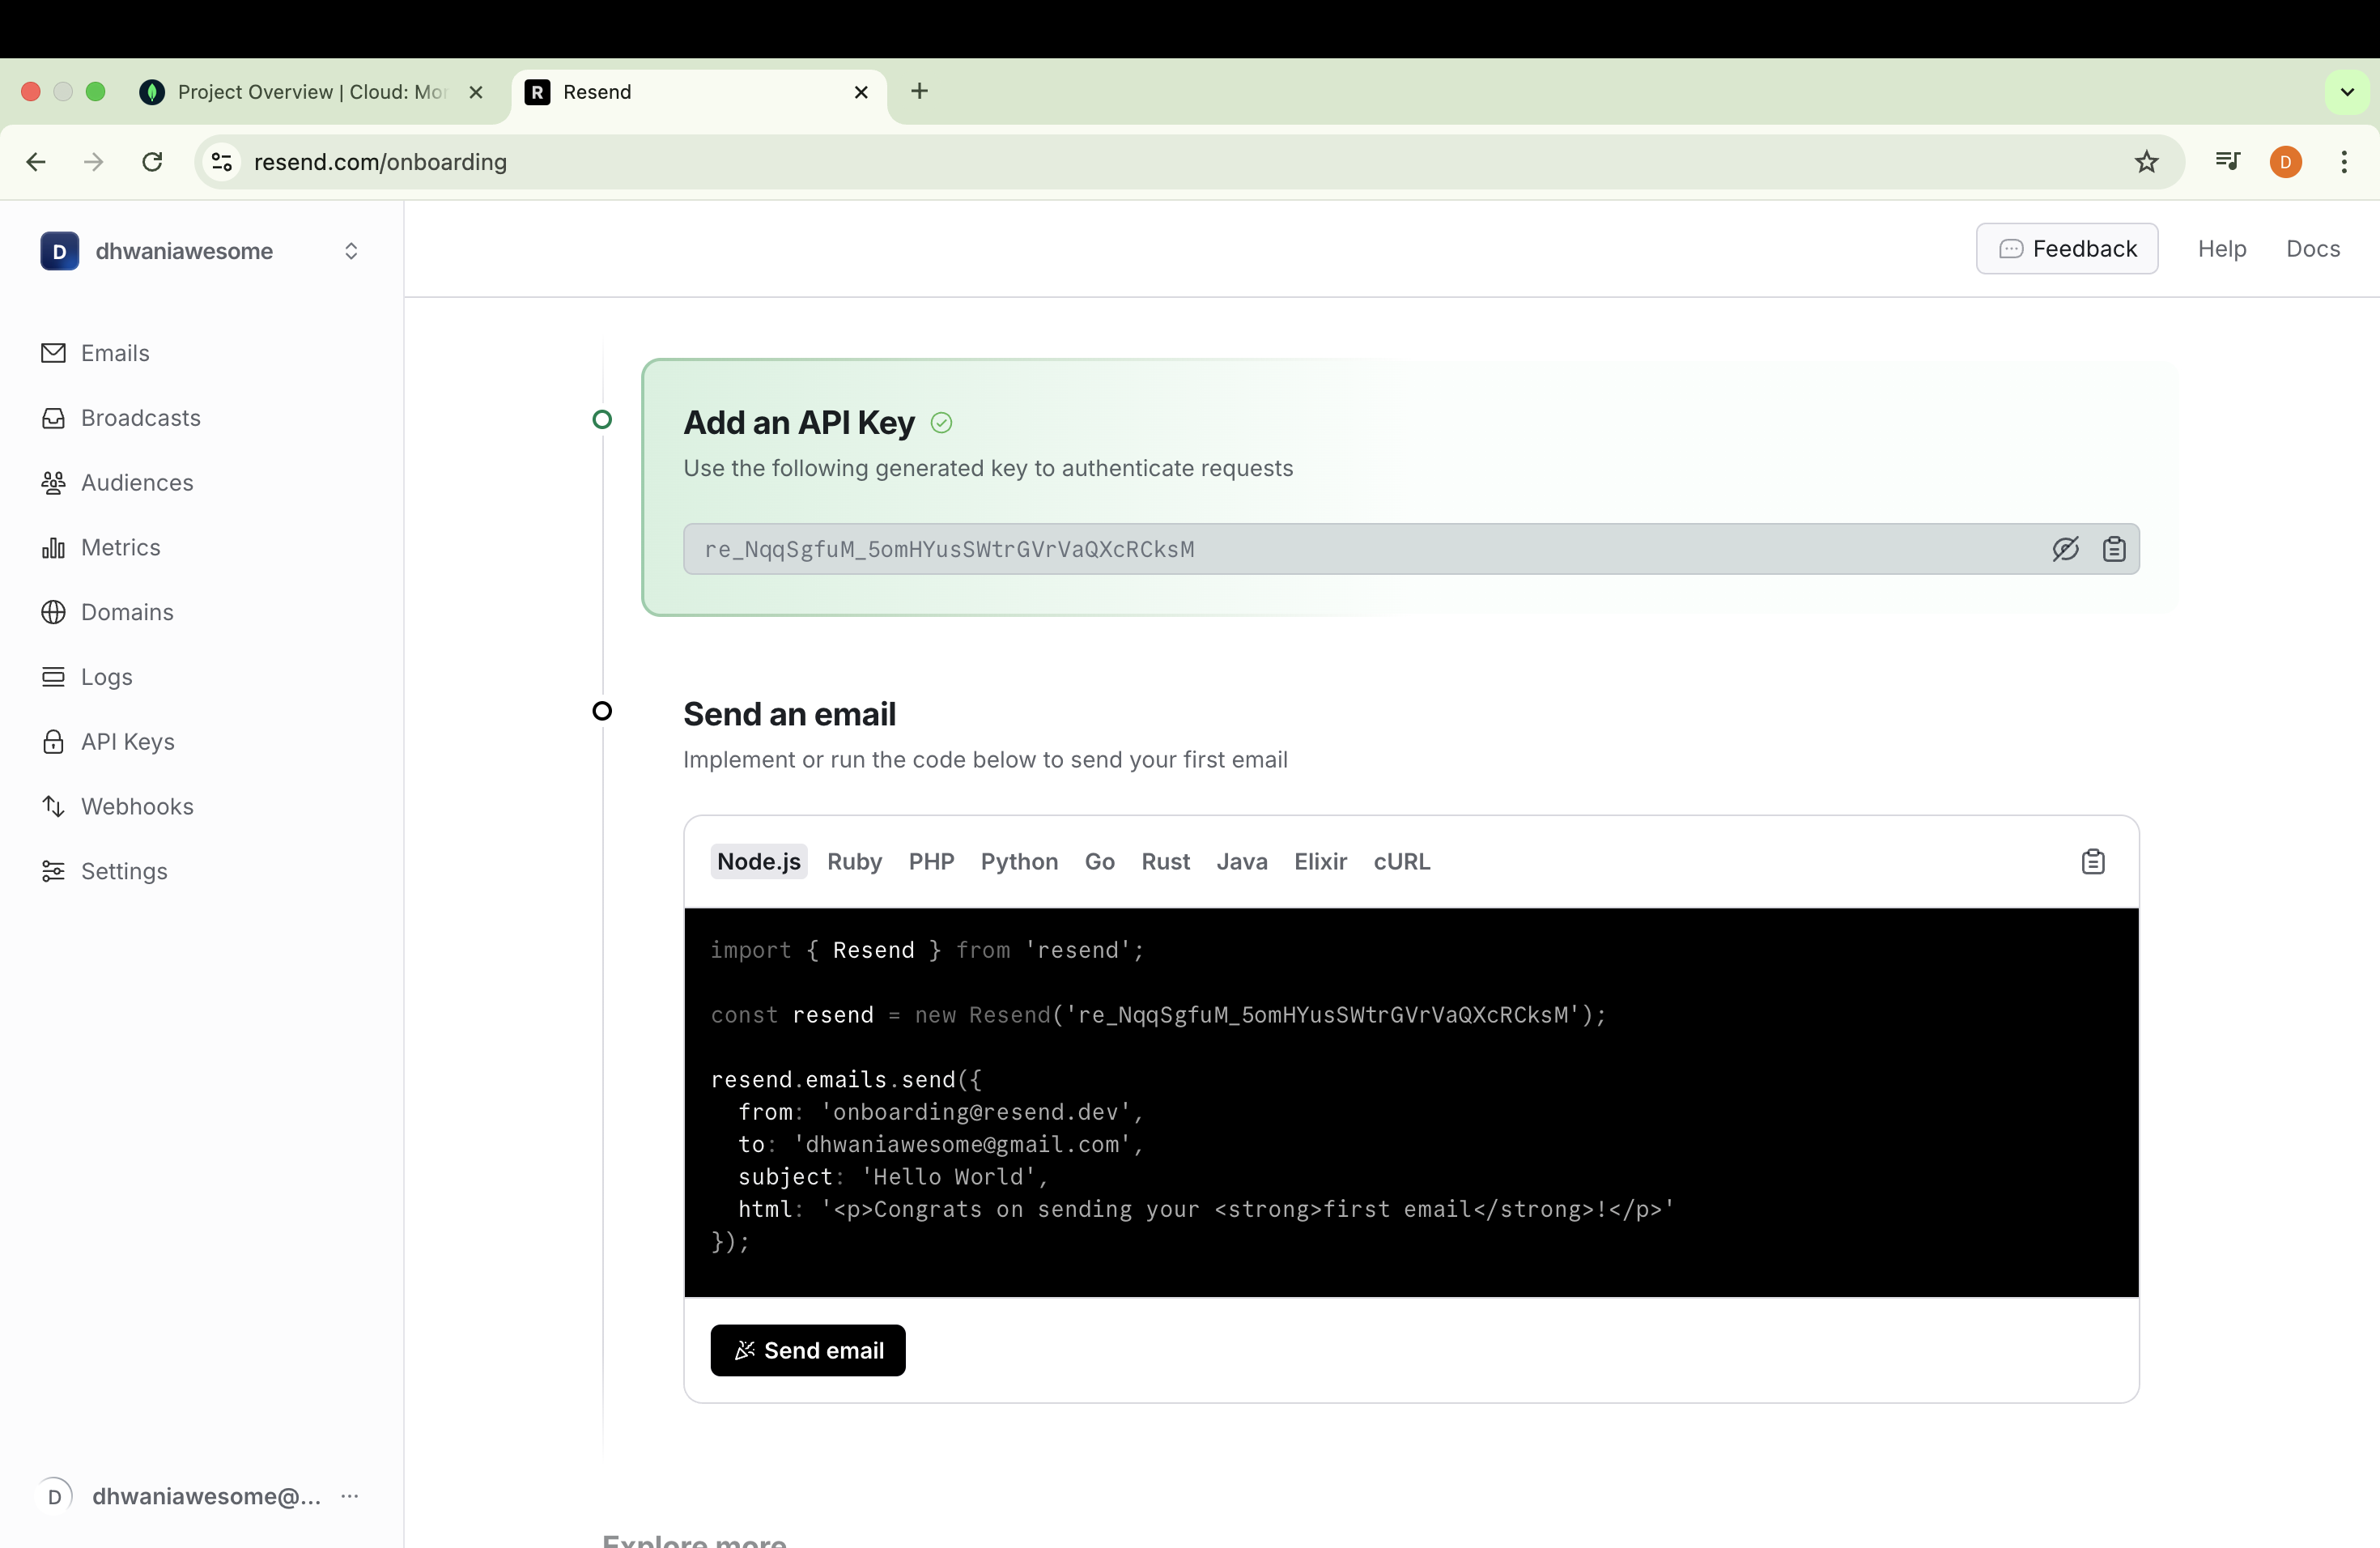 Project Overview | Cloud: Mon
Resend
resend.com/onboarding
D
D
dhwaniawesome
Feedback
Help
Docs
Emails
Broadcasts
Audiences
Metrics
Domains
Logs
API Keys
Webhooks
Settings
Add an API Key
Use the following generated key to authenticate requests
re_NqqSgfuM_5omHYusSWtrGVrVaQXcRCksM
Send an email
Implement or run the code below to send your first email
Node.js Ruby PHP Python Go Rust Java Elixir cURL
import { Resend } from 'resend';
const resend = new Resend('re_NqqSgfuM_5omHYusSWtrGVrVaQXcRCksM');
resend.emails.send({
from: 'onboarding@resend.dev',
to: 'dhwaniawesome@gmail.com',
subject: 'Hello World',
html: '<p>Congrats on sending your <strong>first email</strong>!</p>'
});
Send email
D
dhwaniawesome@...
Explore more